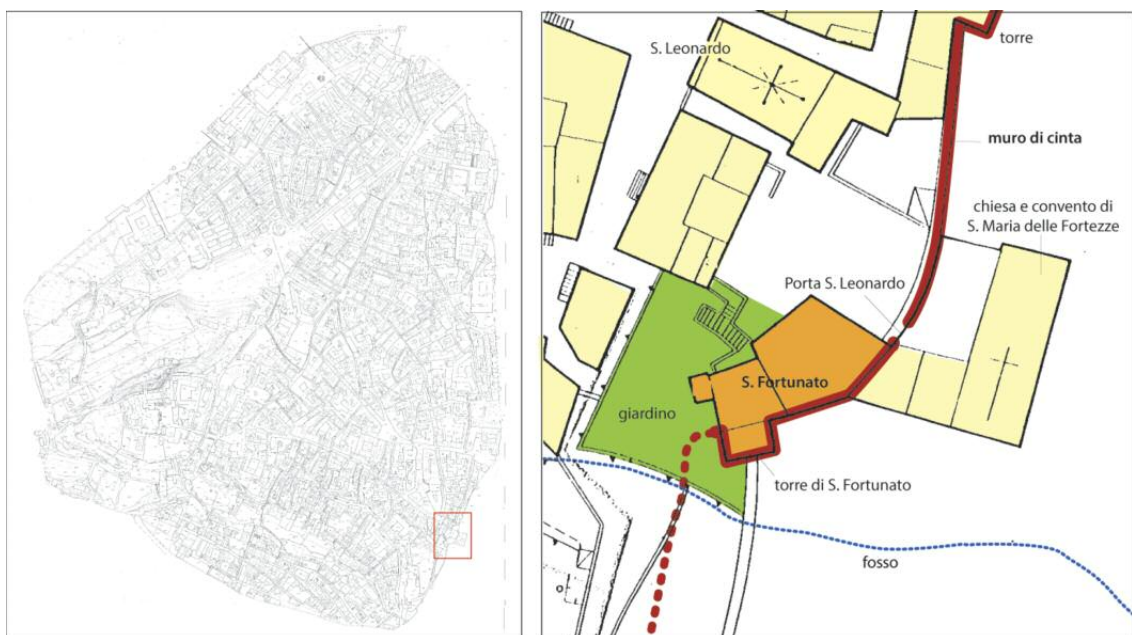 torre
S. Leonardo
muro di cinta
chiesa e convento di
S. Maria delle Fortezze
Porta S. Leonardo
S. Fortunato
giardino
torre di S. Fortunato
fosso